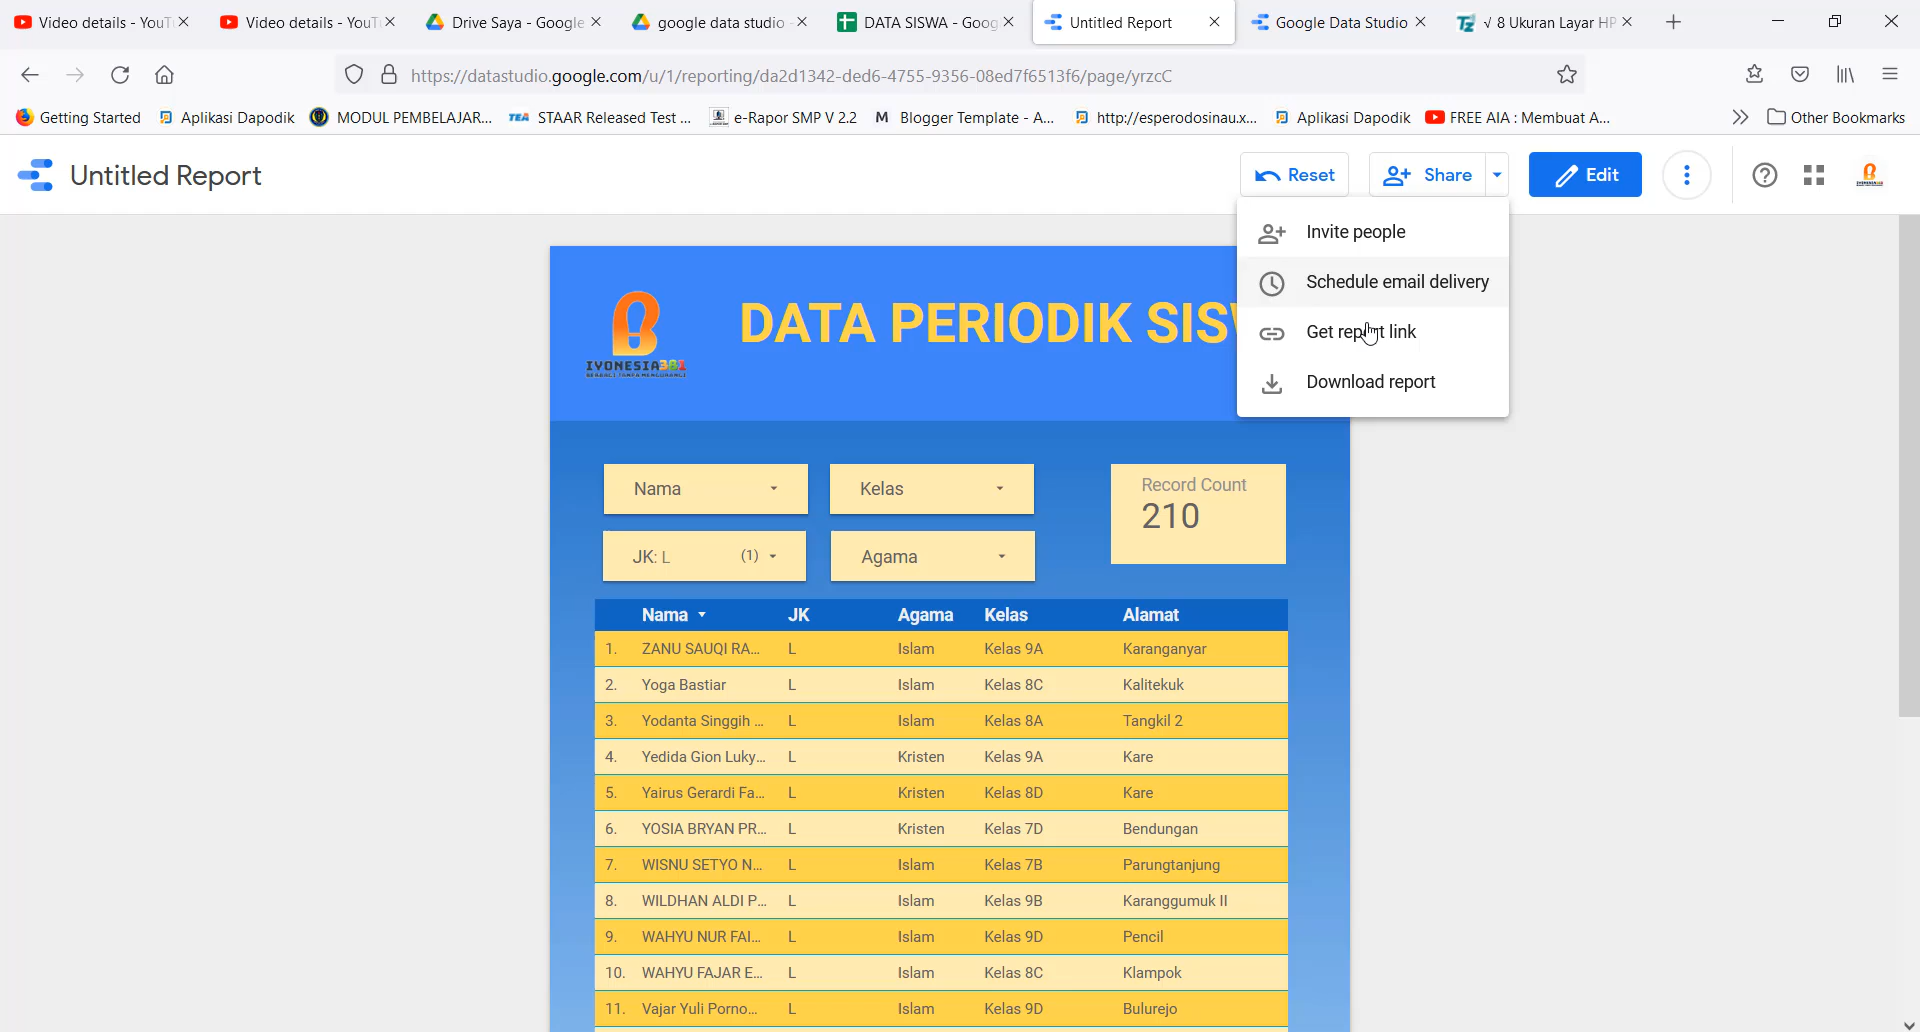 Video details - YouT
Video details - YouT
Drive Saya - Google
google data studio -
DATA SISWA - Goog
Untitled Report
Google Data Studio
√ 8 Ukuran Layar HP
https://datastudio.google.com/u/1/reporting/da2d1342-ded6-4755-9356-08ed7f6513f6/page/yrzcC
Getting Started
Aplikasi Dapodik
MODUL PEMBELAJAR...
TEA STAAR Released Test ...
e-Rapor SMP V 2.2
M Blogger Template - A...
http://esperodosinau.x...
Aplikasi Dapodik
FREE AIA : Membuat A...
Other Bookmarks
Untitled Report
Reset
Share
Edit
Invite people
Schedule email delivery
Get report link
Download report
DATA PERIODIK SISW
IVONESIA381
BERBAGI TANPA MENGURANGI
Nama
Kelas
Record Count
210
JK: L (1)
Agama
Nama JK Agama Kelas Alamat
1. ZANU SAUQI RA... L Islam Kelas 9A Karanganyar
2. Yoga Bastiar L Islam Kelas 8C Kalitekuk
3. Yodanta Singgih ... L Islam Kelas 8A Tangkil 2
4. Yedida Gion Luky... L Kristen Kelas 9A Kare
5. Yairus Gerardi Fa... L Kristen Kelas 8D Kare
6. YOSIA BRYAN PR... L Kristen Kelas 7D Bendungan
7. WISNU SETYO N... L Islam Kelas 7B Parungtanjung
8. WILDHAN ALDI P... L Islam Kelas 9B Karanggumuk II
9. WAHYU NUR FAI... L Islam Kelas 9D Pencil
10. WAHYU FAJAR E... L Islam Kelas 8C Klampok
11. Vajar Yuli Porno... L Islam Kelas 9D Bulurejo